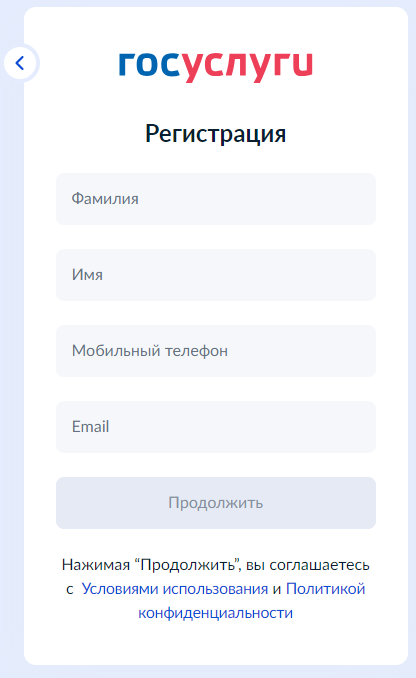 госуслуги
Регистрация
Фамилия
Имя
Мобильный телефон
Email
Продолжить
Нажимая “Продолжить”, вы соглашаетесь
с Условиями использования и Политикой
конфиденциальности